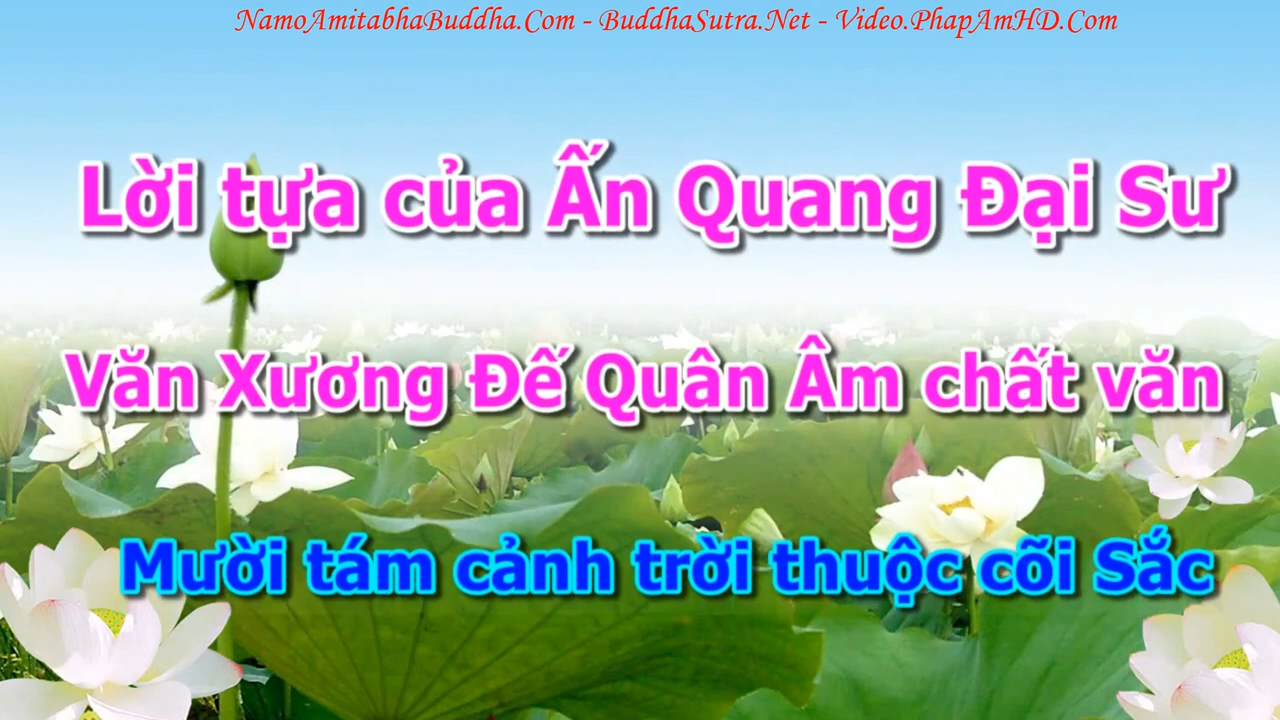 NamoAmitabhaBuddha.Com - BuddhaSutra.Net - Video.PhapAmHD.Com
Lời tựa của Ấn Quang Đại Sư
Văn Xương Đế Quân Âm chất văn
Mười tám cảnh trời thuộc cõi Sắc